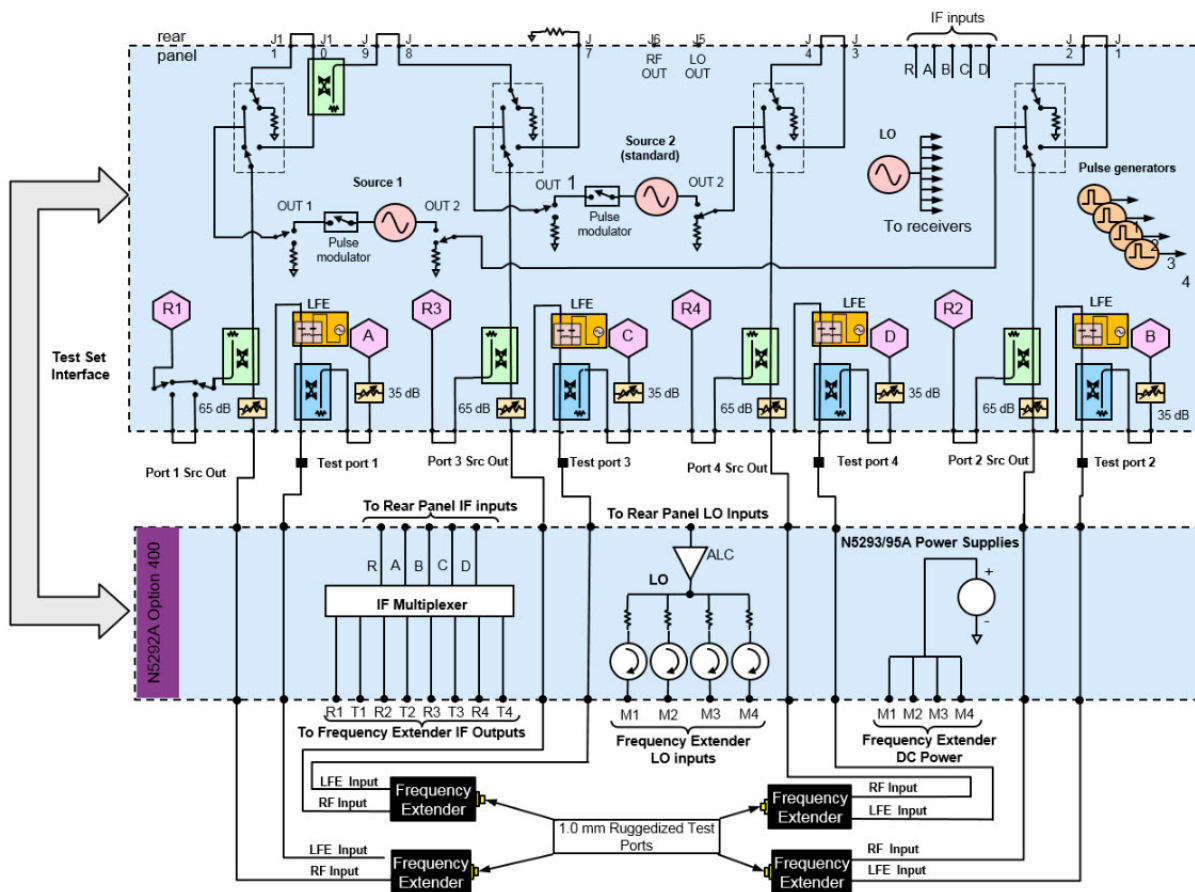 rear
panel
J1
1
J1
0
J
9
J
8
J
7
J6
RF
OUT
J5
LO
OUT
J
4
J
3
IF inputs
R
A
B
C
D
J
2
J
1
Source 1
OUT 1
Pulse
modulator
OUT 2
Source 2
(standard)
OUT 1
Pulse
modulator
OUT 2
LO
To receivers
Pulse generators
1
2
3
4
Test Set
Interface
R1
LFE
A
65 dB
35 dB
R3
LFE
C
65 dB
35 dB
R4
LFE
D
65 dB
35 dB
R2
LFE
B
65 dB
35 dB
Port 1 Src Out
Test port 1
Port 3 Src Out
Test port 3
Port 4 Src Out
Test port 4
Port 2 Src Out
Test port 2
N5292A Option 400
To Rear Panel IF inputs
R
A
B
C
D
IF Multiplexer
R1
T1
R2
T2
R3
T3
R4
T4
To Frequency Extender IF Outputs
To Rear Panel LO Inputs
ALC
LO
M1
M2
M3
M4
Frequency Extender
LO inputs
N5293/95A Power Supplies
+
-
M1
M2
M3
M4
Frequency Extender
DC Power
LFE Input
RF Input
Frequency
Extender
LFE Input
RF Input
Frequency
Extender
1.0 mm Ruggedized Test
Ports
Frequency
Extender
RF Input
LFE Input
Frequency
Extender
RF Input
LFE Input